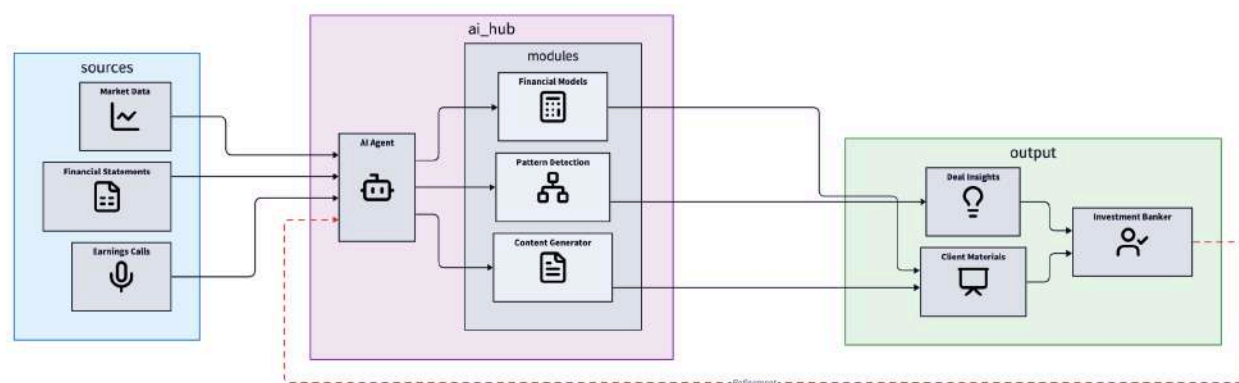 sources
Market Data
Financial Statements
Earnings Calls
ai_hub
AI Agent
modules
Financial Models
Pattern Detection
Content Generator
output
Deal Insights
Client Materials
Investment Banker